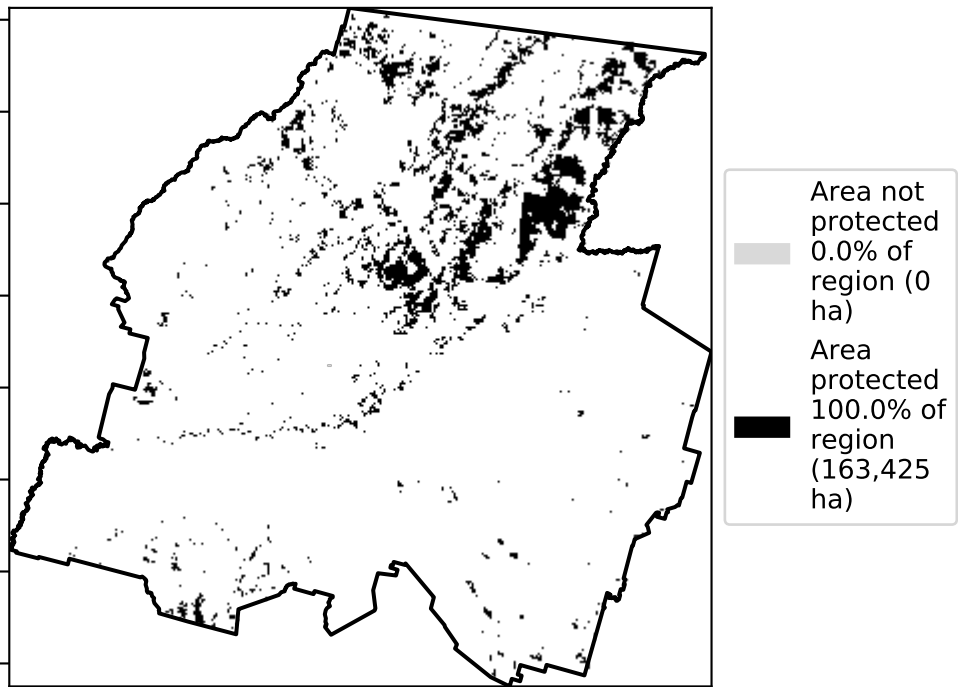 Area not
protected
0.0% of
region (0
ha)
Area
protected
100.0% of
region
(163,425
ha)